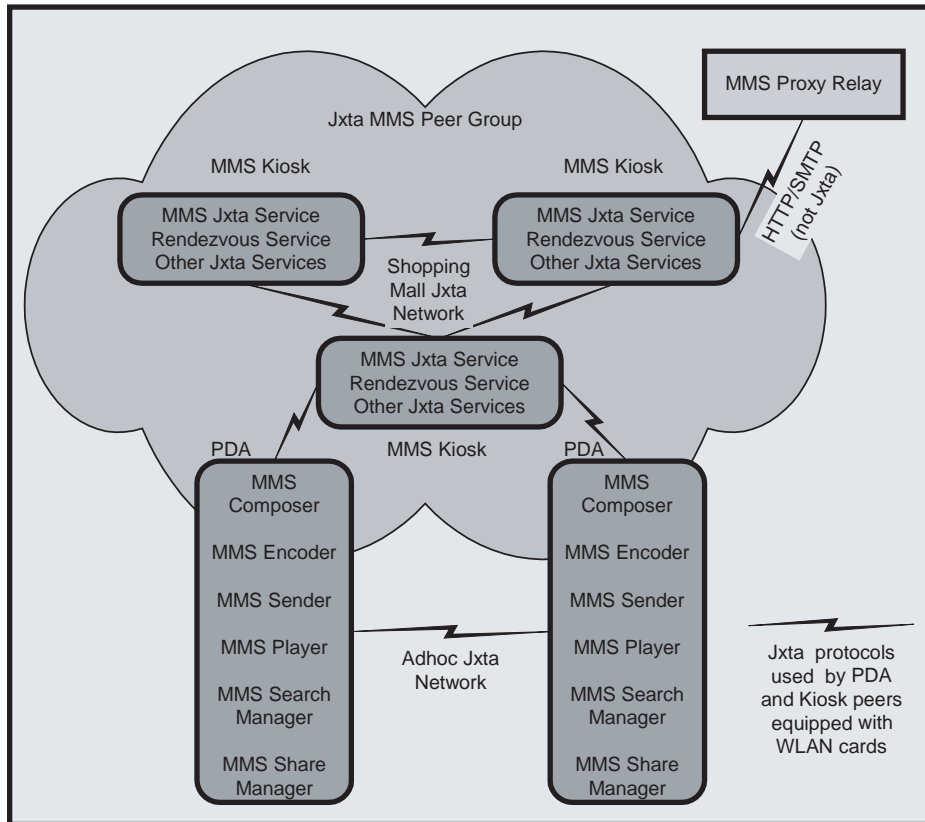 MMS Proxy Relay
Jxta MMS Peer Group
HTTP/SMTP
(not Jxta)
MMS Kiosk
MMS Kiosk
MMS Jxta Service
Rendezvous Service
Other Jxta Services
MMS Jxta Service
Rendezvous Service
Other Jxta Services
Shopping
Mall Jxta
Network
MMS Jxta Service
Rendezvous Service
Other Jxta Services
PDA
MMS Kiosk
PDA
MMS
Composer
MMS Encoder
MMS Sender
MMS Player
MMS Search
Manager
MMS Share
Manager
Adhoc Jxta
Network
MMS
Composer
MMS Encoder
MMS Sender
MMS Player
MMS Search
Manager
MMS Share
Manager
Jxta protocols
used by PDA
and Kiosk peers
equipped with
WLAN cards